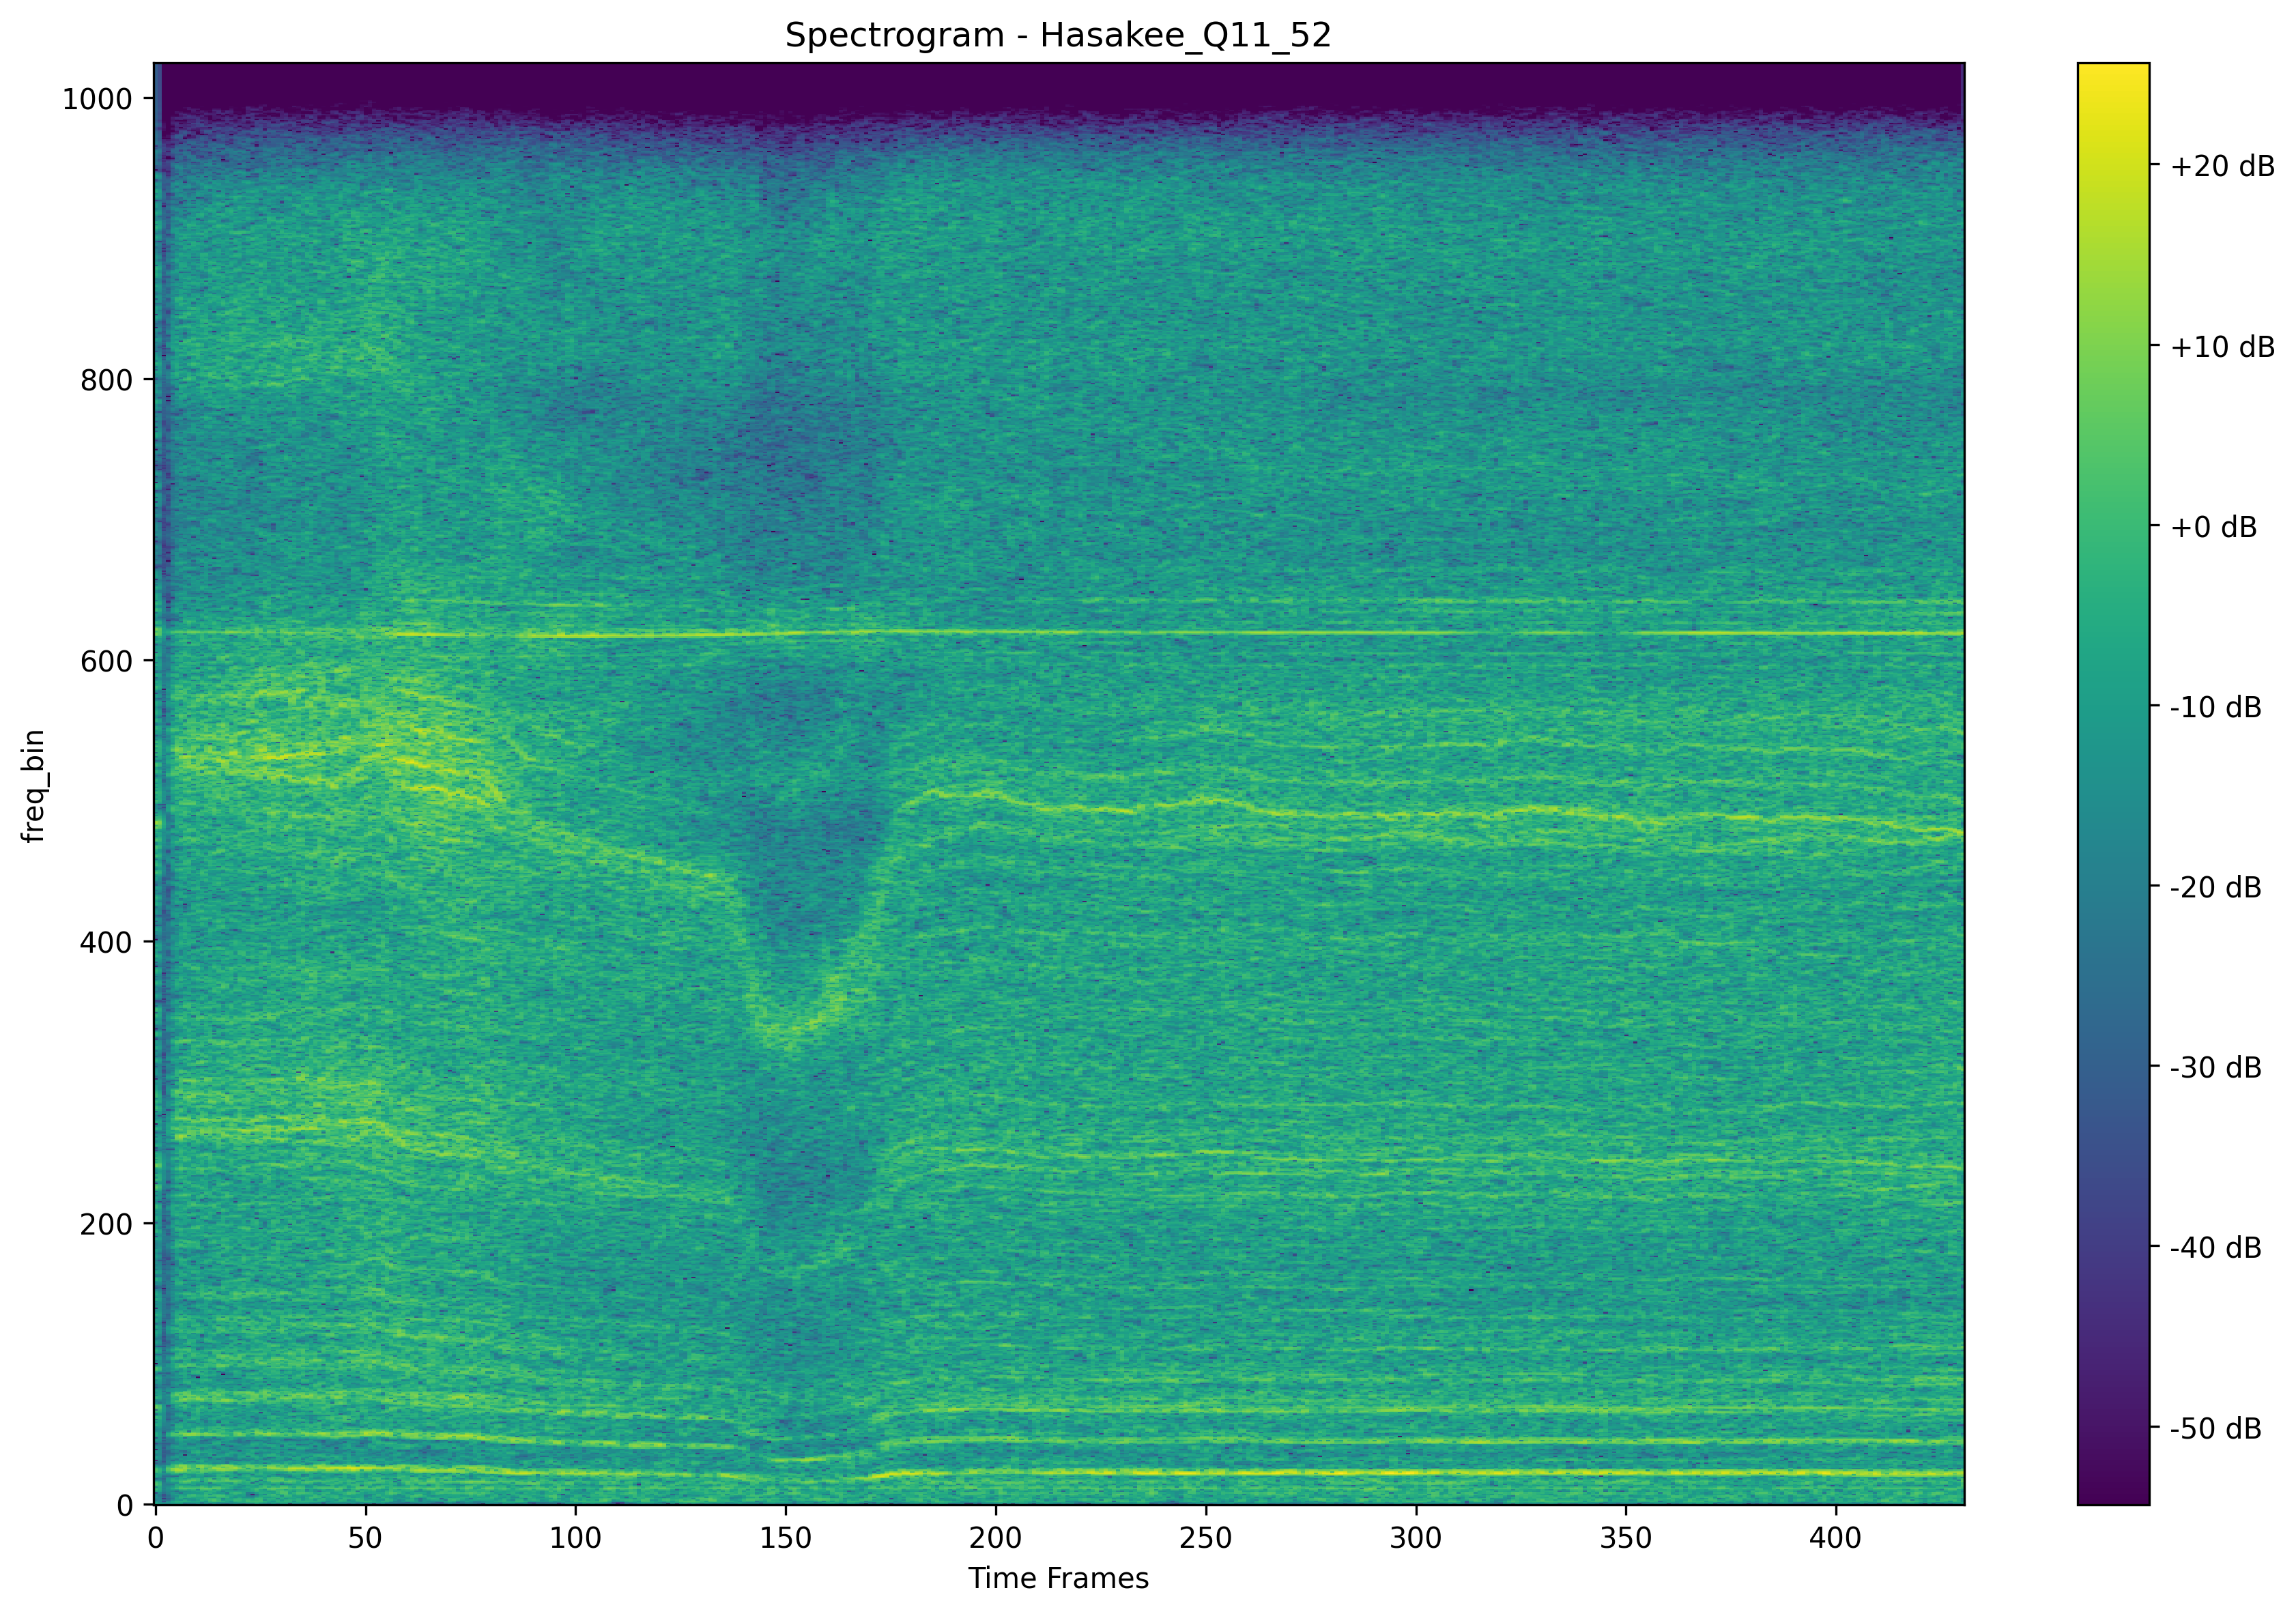 Spectrogram - Hasakee_Q11_52
1000
800
600
400
200
0
freq_bin
0 50 100 150 200 250 300 350 400
Time Frames
+20 dB
+10 dB
+0 dB
-10 dB
-20 dB
-30 dB
-40 dB
-50 dB